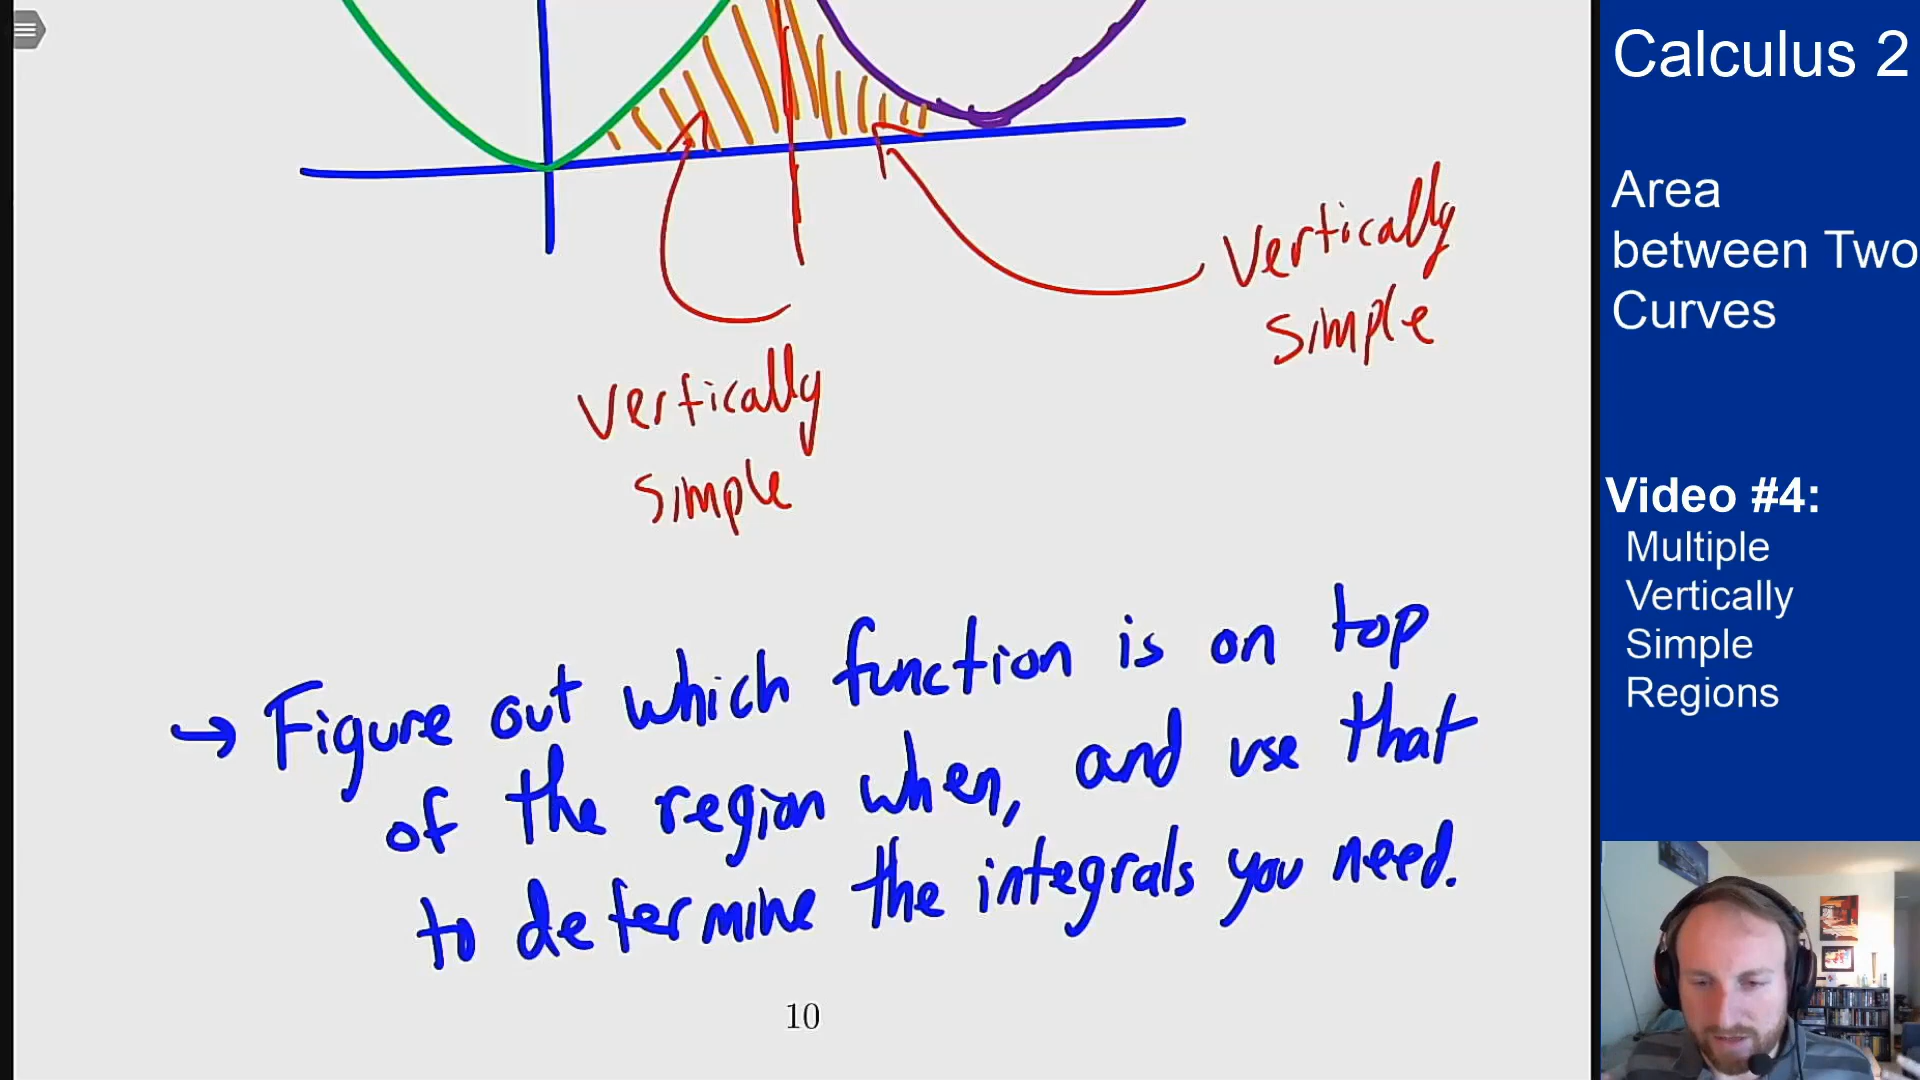 Vertically
simple
Vertically
simple
→ Figure out which function is on top
of the region when, and use that
to determine the integrals you need.
10
Calculus 2
Area
between Two
Curves
Video #4:
Multiple
Vertically
Simple
Regions